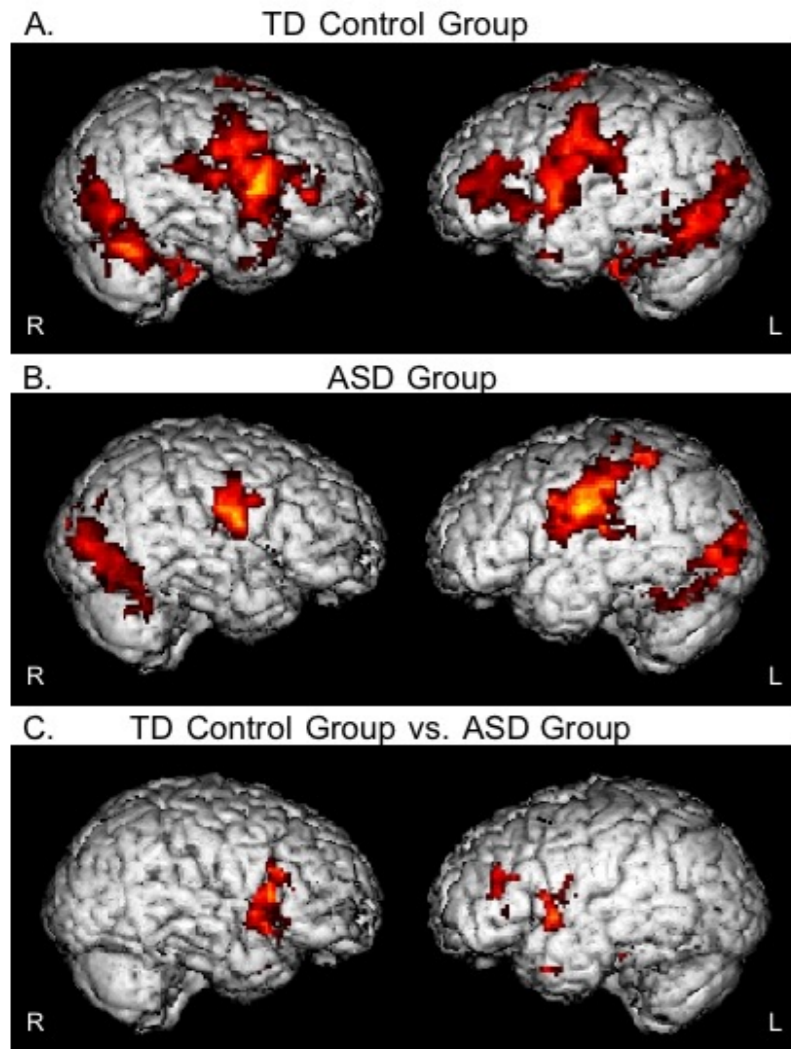 A. TD Control Group
R L
B. ASD Group
R L
C. TD Control Group vs. ASD Group
R L